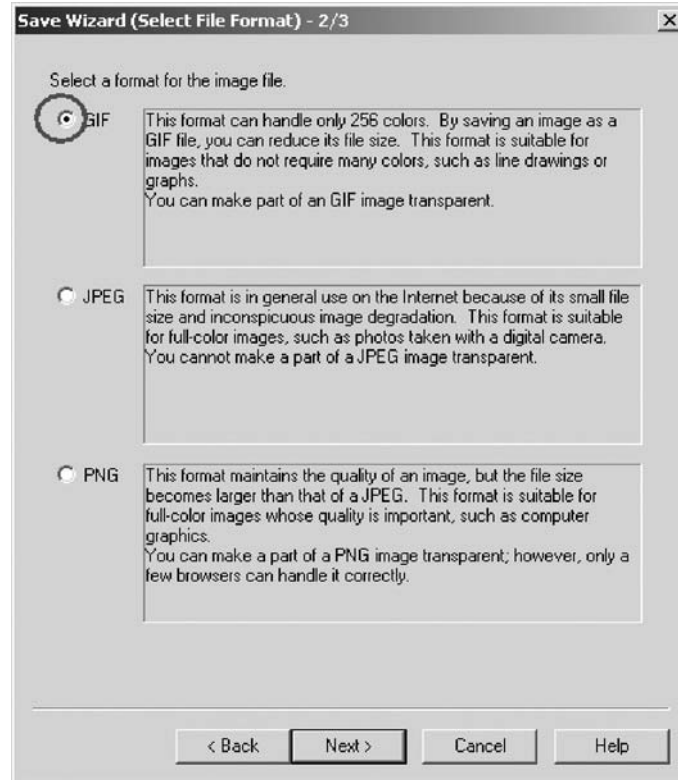 Save Wizard (Select File Format) - 2/3
Select a format for the image file.
GIF
This format can handle only 256 colors. By saving an image as a
GIF file, you can reduce its file size. This format is suitable for
images that do not require many colors, such as line drawings or
graphs.
You can make part of an GIF image transparent.
JPEG
This format is in general use on the Internet because of its small file
size and inconspicuous image degradation. This format is suitable
for full-color images, such as photos taken with a digital camera.
You cannot make a part of a JPEG image transparent.
PNG
This format maintains the quality of an image, but the file size
becomes larger than that of a JPEG. This format is suitable for
full-color images whose quality is important, such as computer
graphics.
You can make a part of a PNG image transparent; however, only a
few browsers can handle it correctly.
< Back
Next >
Cancel
Help